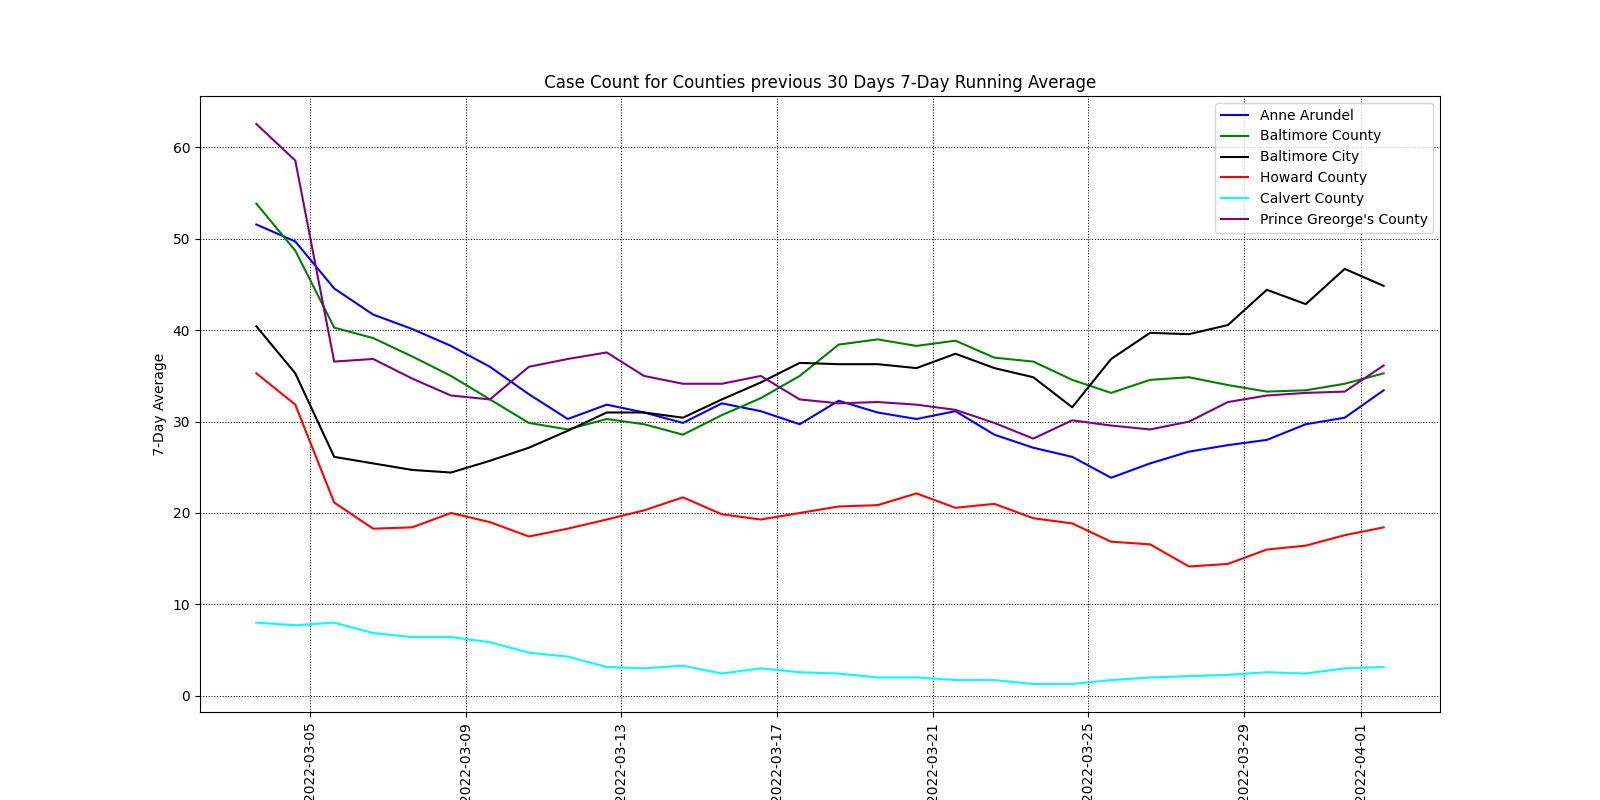 Case Count for Counties previous 30 Days 7-Day Running Average
Anne Arundel
Baltimore County
Baltimore City
Howard County
Calvert County
Prince Greorge's County
7-Day Average
60
50
40
30
20
10
0
2022-03-05
2022-03-09
2022-03-13
2022-03-17
2022-03-21
2022-03-25
2022-03-29
2022-04-01